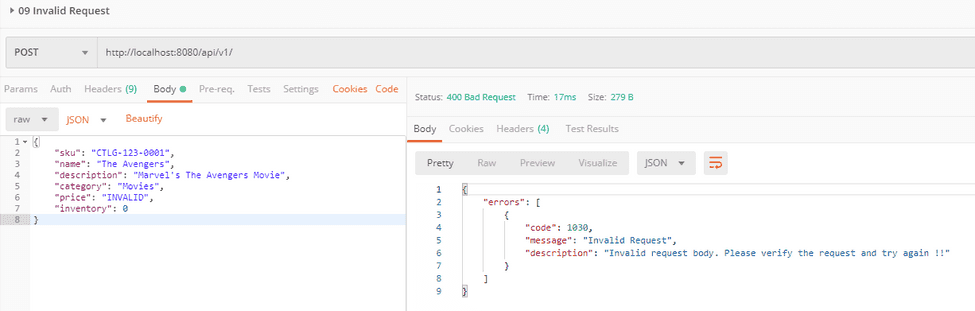 09 Invalid Request
POST http://localhost:8080/api/v1/
Params Auth Headers (9) Body Pre-req. Tests Settings Cookies Code
raw JSON Beautify
1 {
2 "sku": "CTLG-123-0001",
3 "name": "The Avengers",
4 "description": "Marvel's The Avengers Movie",
5 "category": "Movies",
6 "price": "INVALID",
7 "inventory": 0
8 }
Status: 400 Bad Request Time: 17ms Size: 279 B
Body Cookies Headers (4) Test Results
Pretty Raw Preview Visualize JSON
1 {
2 "errors": [
3 {
4 "code": 1030,
5 "message": "Invalid Request",
6 "description": "Invalid request body. Please verify the request and try again !!"
7 }
8 ]
9 }